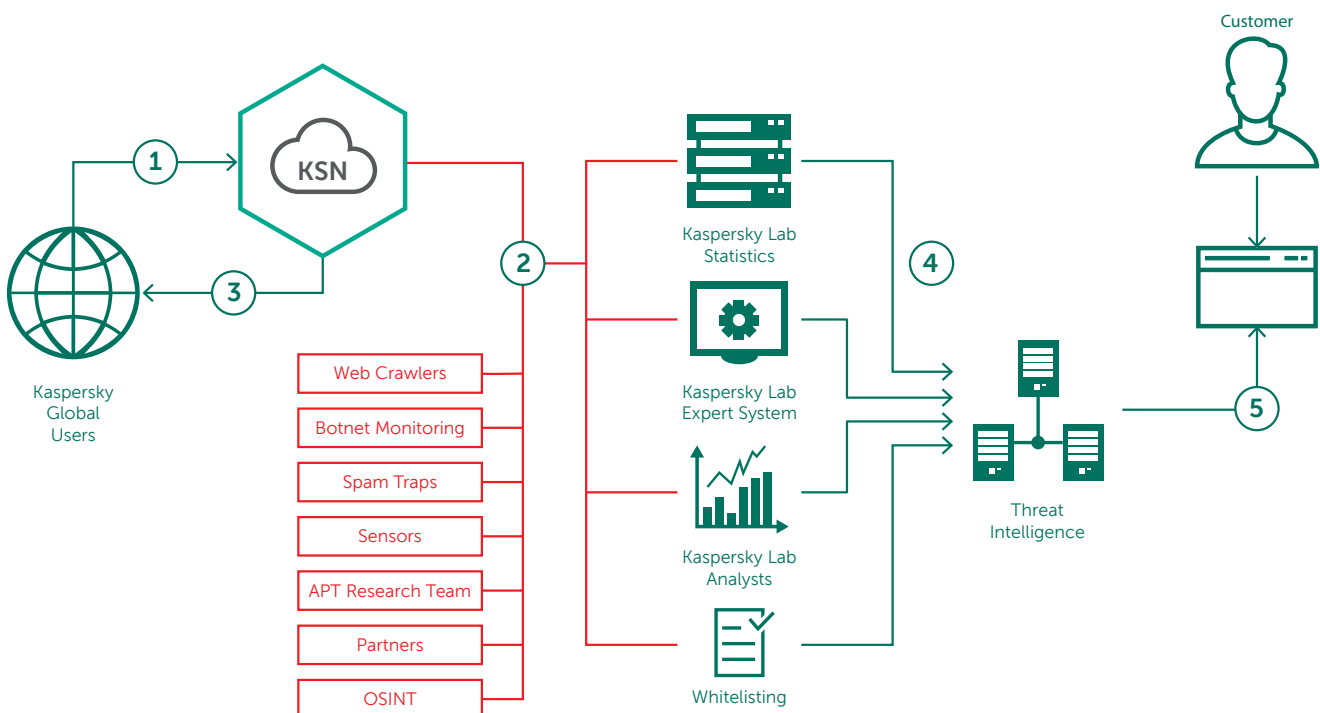 Customer
1
KSN
Kaspersky Lab
Statistics
2
4
3
Kaspersky
Global
Users
Web Crawlers
Botnet Monitoring
Spam Traps
Sensors
APT Research Team
Partners
OSINT
Kaspersky Lab
Expert System
Kaspersky Lab
Analysts
Whitelisting
Threat
Intelligence
5